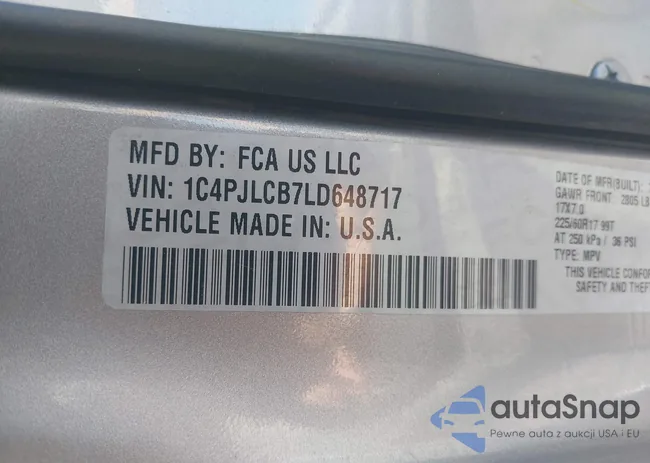 MFD BY: FCA US LLC
VIN: 1C4PJLCB7LD648717
VEHICLE MADE IN: U.S.A.
DATE OF MFR(BUILT):
GAWR FRONT: 2805 LB
17X7.0
225/60R17 99T
AT 250 kPa / 36 PSI
TYPE: MPV
THIS VEHICLE CONFOR
SAFETY AND THEFT
autaSnap
Pewne auta z aukcji USA i EU